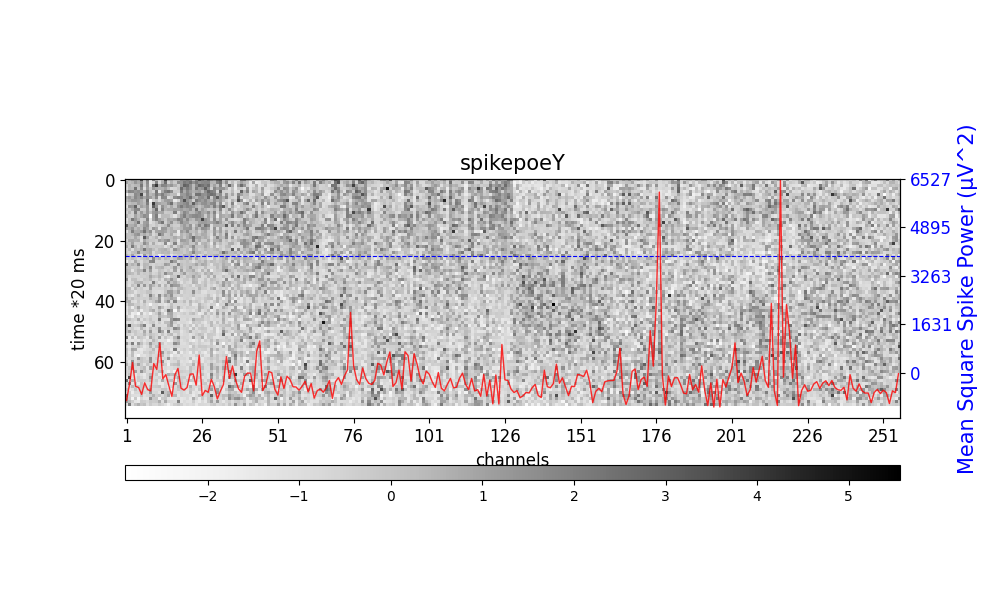 spikepoeY
0
20
40
60
time *20 ms
6527
4895
3263
1631
0
Mean Square Spike Power (μV^2)
1 26 51 76 101 126 151 176 201 226 251
channels
−2 −1 0 1 2 3 4 5